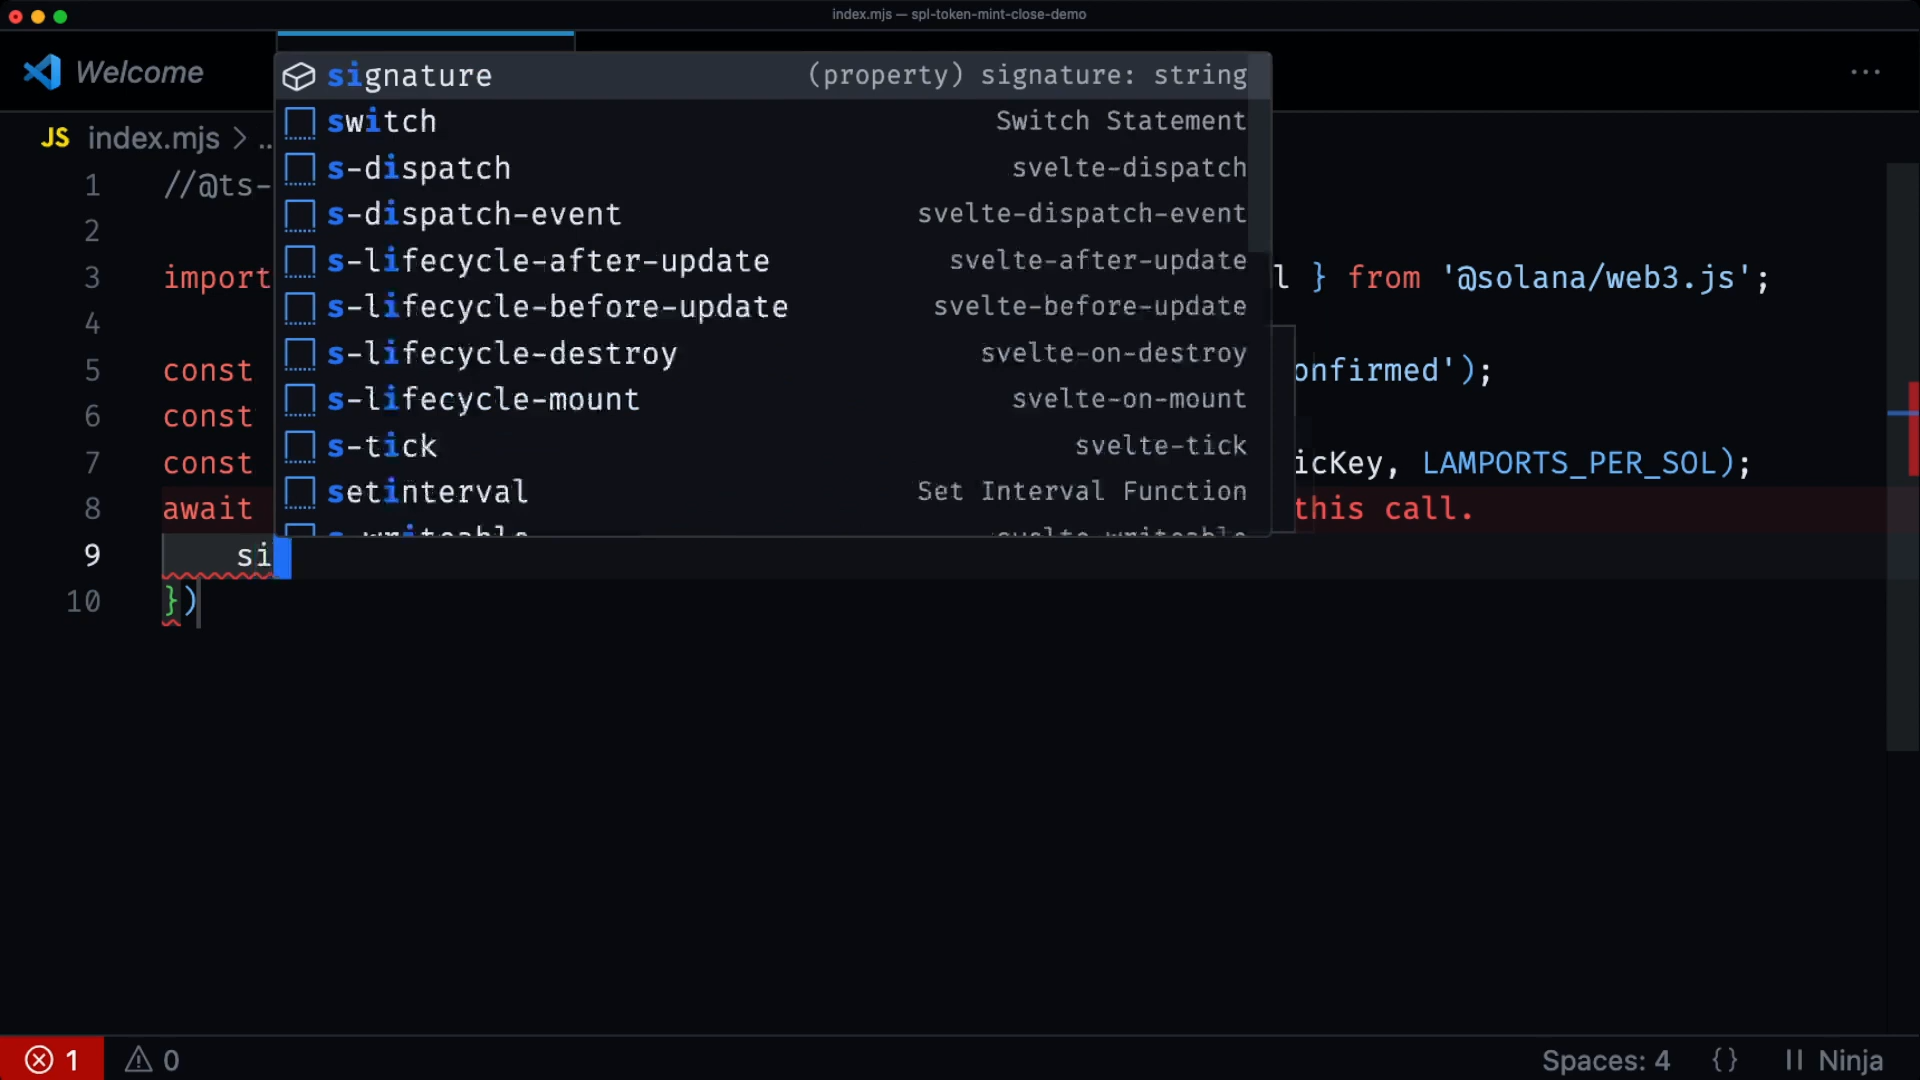 index.mjs — spl-token-mint-close-demo
Welcome
signature (property) signature: string
switch Switch Statement
s-dispatch svelte-dispatch
s-dispatch-event svelte-dispatch-event
s-lifecycle-after-update svelte-after-update
s-lifecycle-before-update svelte-before-update
s-lifecycle-destroy svelte-on-destroy
s-lifecycle-mount svelte-on-mount
s-tick svelte-tick
setinterval Set Interval Function
s-writeable svelte-writeable
JS index.mjs > ..
1 //@ts-
2
3 import l } from '@solana/web3.js';
4
5 const onfirmed');
6 const
7 const icKey, LAMPORTS_PER_SOL);
8 await this call.
9 si
10 })
1 0 Spaces: 4 {} Ninja